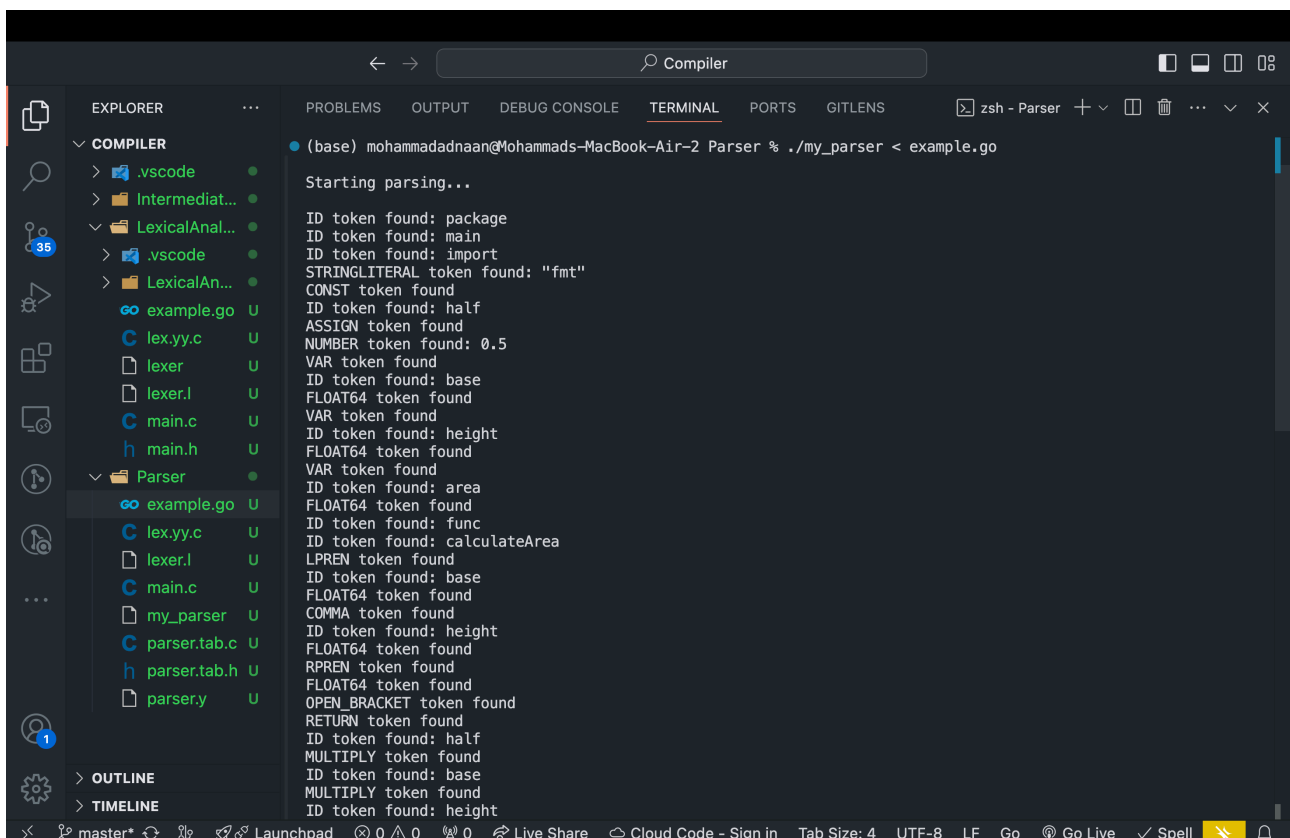 Compiler
EXPLORER
PROBLEMS OUTPUT DEBUG CONSOLE TERMINAL PORTS GITLENS zsh - Parser
COMPILER
.vscode
Intermediat...
LexicalAnal...
.vscode
LexicalAn...
example.go U
lex.yy.c U
lexer U
lexer.l U
main.c U
main.h U
Parser
example.go U
lex.yy.c U
lexer.l U
main.c U
my_parser U
parser.tab.c U
parser.tab.h U
parser.y U
OUTLINE
TIMELINE
35
1
(base) mohammadadnaan@Mohammads-MacBook-Air-2 Parser % ./my_parser < example.go
Starting parsing...
ID token found: package
ID token found: main
ID token found: import
STRINGLITERAL token found: "fmt"
CONST token found
ID token found: half
ASSIGN token found
NUMBER token found: 0.5
VAR token found
ID token found: base
FLOAT64 token found
VAR token found
ID token found: height
FLOAT64 token found
VAR token found
ID token found: area
FLOAT64 token found
ID token found: func
ID token found: calculateArea
LPREN token found
ID token found: base
FLOAT64 token found
COMMA token found
ID token found: height
FLOAT64 token found
RPREN token found
FLOAT64 token found
OPEN_BRACKET token found
RETURN token found
ID token found: half
MULTIPLY token found
ID token found: base
MULTIPLY token found
ID token found: height
master* Launchpad 0 0 0 Live Share Cloud Code - Sign in Tab Size: 4 UTF-8 LF Go Go Live Spell